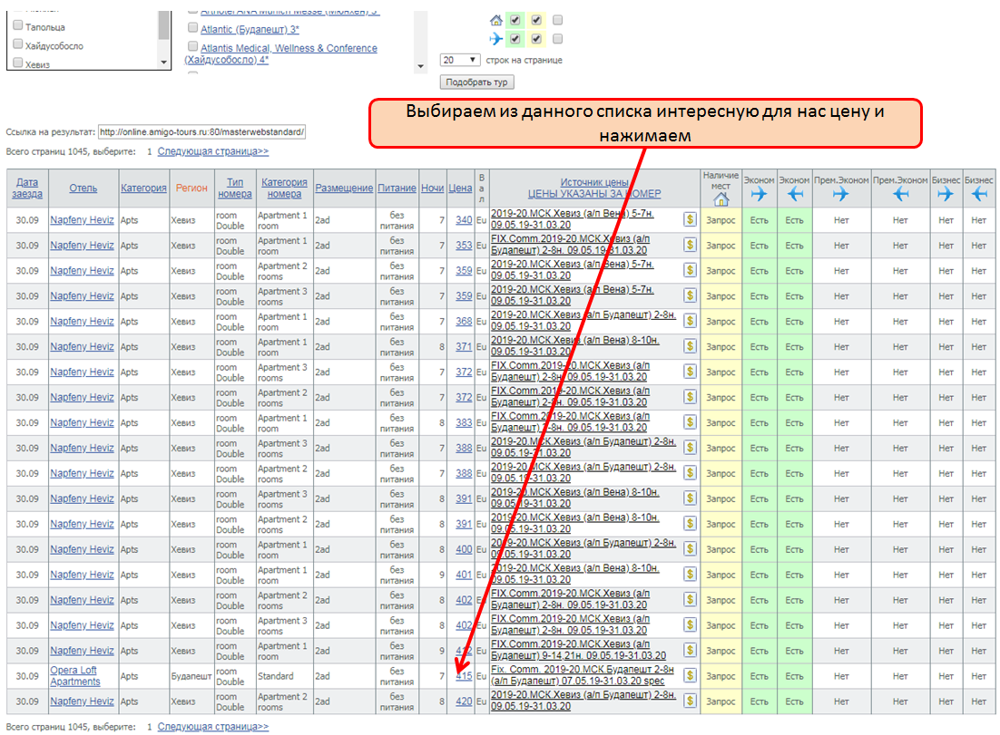 Тапольца
Хайдусобосло
Хевиз
Atlantic (Будапешт) 3*
Atlantis Medical, Wellness & Conference
(Хайдусобосло) 4*
20 строк на странице
Подобрать тур
Выбираем из данного списка интересную для нас цену и
нажимаем
Ссылка на результат: http://online.amigo-tours.ru:80/masterwebstandard/
Всего страниц 1045, выберите: 1 Следующая страница>>
Дата заезда Отель Категория Регион Тип номера Категория номера Размещение Питание Ночи Цена Вал Источник цены ЦЕНЫ УКАЗАНЫ ЗА НОМЕР Наличие мест Эконом Эконом Прем.Эконом Прем.Эконом Бизнес Бизнес
30.09 Napfeny Heviz Apts Хевиз room Double Apartment 1 room 2ad без питания 7 340 Eu 2019-20.МСК.Хевиз (а/п Вена) 5-7н. 09.05.19-31.03.20 $ Запрос Есть Есть Нет Нет Нет Нет
30.09 Napfeny Heviz Apts Хевиз room Double Apartment 1 room 2ad без питания 7 353 Eu FIX.Comm.2019-20.МСК.Хевиз (а/п Будапешт) 2-8н. 09.05.19-31.03.20 $ Запрос Есть Есть Нет Нет Нет Нет
30.09 Napfeny Heviz Apts Хевиз room Double Apartment 2 rooms 2ad без питания 7 359 Eu 2019-20.МСК.Хевиз (а/п Вена) 5-7н. 09.05.19-31.03.20 $ Запрос Есть Есть Нет Нет Нет Нет
30.09 Napfeny Heviz Apts Хевиз room Double Apartment 3 rooms 2ad без питания 7 359 Eu 2019-20.МСК.Хевиз (а/п Вена) 5-7н. 09.05.19-31.03.20 $ Запрос Есть Есть Нет Нет Нет Нет
30.09 Napfeny Heviz Apts Хевиз room Double Apartment 1 room 2ad без питания 7 368 Eu 2019-20.МСК.Хевиз (а/п Будапешт) 2-8н. 09.05.19-31.03.20 $ Запрос Есть Есть Нет Нет Нет Нет
30.09 Napfeny Heviz Apts Хевиз room Double Apartment 1 room 2ad без питания 8 371 Eu 2019-20.МСК.Хевиз (а/п Вена) 8-10н. 09.05.19-31.03.20 $ Запрос Есть Есть Нет Нет Нет Нет
30.09 Napfeny Heviz Apts Хевиз room Double Apartment 3 rooms 2ad без питания 7 372 Eu FIX.Comm.2019-20.МСК.Хевиз (а/п Будапешт) 2-8н. 09.05.19-31.03.20 $ Запрос Есть Есть Нет Нет Нет Нет
30.09 Napfeny Heviz Apts Хевиз room Double Apartment 2 rooms 2ad без питания 7 372 Eu FIX.Comm.2019-20.МСК.Хевиз (а/п Будапешт) 2-8н. 09.05.19-31.03.20 $ Запрос Есть Есть Нет Нет Нет Нет
30.09 Napfeny Heviz Apts Хевиз room Double Apartment 1 room 2ad без питания 8 383 Eu FIX.Comm.2019-20.МСК.Хевиз (а/п Будапешт) 2-8н. 09.05.19-31.03.20 $ Запрос Есть Есть Нет Нет Нет Нет
30.09 Napfeny Heviz Apts Хевиз room Double Apartment 3 rooms 2ad без питания 7 388 Eu 2019-20.МСК.Хевиз (а/п Будапешт) 2-8н. 09.05.19-31.03.20 $ Запрос Есть Есть Нет Нет Нет Нет
30.09 Napfeny Heviz Apts Хевиз room Double Apartment 2 rooms 2ad без питания 7 388 Eu 2019-20.МСК.Хевиз (а/п Будапешт) 2-8н. 09.05.19-31.03.20 $ Запрос Есть Есть Нет Нет Нет Нет
30.09 Napfeny Heviz Apts Хевиз room Double Apartment 3 rooms 2ad без питания 8 391 Eu 2019-20.МСК.Хевиз (а/п Вена) 8-10н. 09.05.19-31.03.20 $ Запрос Есть Есть Нет Нет Нет Нет
30.09 Napfeny Heviz Apts Хевиз room Double Apartment 2 rooms 2ad без питания 8 391 Eu 2019-20.МСК.Хевиз (а/п Вена) 8-10н. 09.05.19-31.03.20 $ Запрос Есть Есть Нет Нет Нет Нет
30.09 Napfeny Heviz Apts Хевиз room Double Apartment 1 room 2ad без питания 8 400 Eu 2019-20.МСК.Хевиз (а/п Будапешт) 2-8н. 09.05.19-31.03.20 $ Запрос Есть Есть Нет Нет Нет Нет
30.09 Napfeny Heviz Apts Хевиз room Double Apartment 1 room 2ad без питания 9 401 Eu 2019-20.МСК.Хевиз (а/п Вена) 8-10н. 09.05.19-31.03.20 $ Запрос Есть Есть Нет Нет Нет Нет
30.09 Napfeny Heviz Apts Хевиз room Double Apartment 2 rooms 2ad без питания 8 402 Eu FIX.Comm.2019-20.МСК.Хевиз (а/п Будапешт) 2-8н. 09.05.19-31.03.20 $ Запрос Есть Есть Нет Нет Нет Нет
30.09 Napfeny Heviz Apts Хевиз room Double Apartment 3 rooms 2ad без питания 8 402 Eu FIX.Comm.2019-20.МСК.Хевиз (а/п Будапешт) 2-8н. 09.05.19-31.03.20 $ Запрос Есть Есть Нет Нет Нет Нет
30.09 Napfeny Heviz Apts Хевиз room Double Apartment 1 room 2ad без питания 9 412 Eu FIX.Comm.2019-20.МСК.Хевиз (а/п Будапешт) 9-14,21н. 09.05.19-31.03.20 $ Запрос Есть Есть Нет Нет Нет Нет
30.09 Opera Loft Apartments Apts Будапешт room Double Standard 2ad без питания 7 415 Eu Fix. Comm. 2019-20.МСК.Будапешт 2-8н (а/п Будапешт) 07.05.19-31.03.20 spec $ Запрос Есть Есть Нет Нет Нет Нет
30.09 Napfeny Heviz Apts Хевиз room Double Apartment 2 rooms 2ad без питания 8 420 Eu 2019-20.МСК.Хевиз (а/п Будапешт) 2-8н. 09.05.19-31.03.20 $ Запрос Есть Есть Нет Нет Нет Нет
Всего страниц 1045, выберите: 1 Следующая страница>>